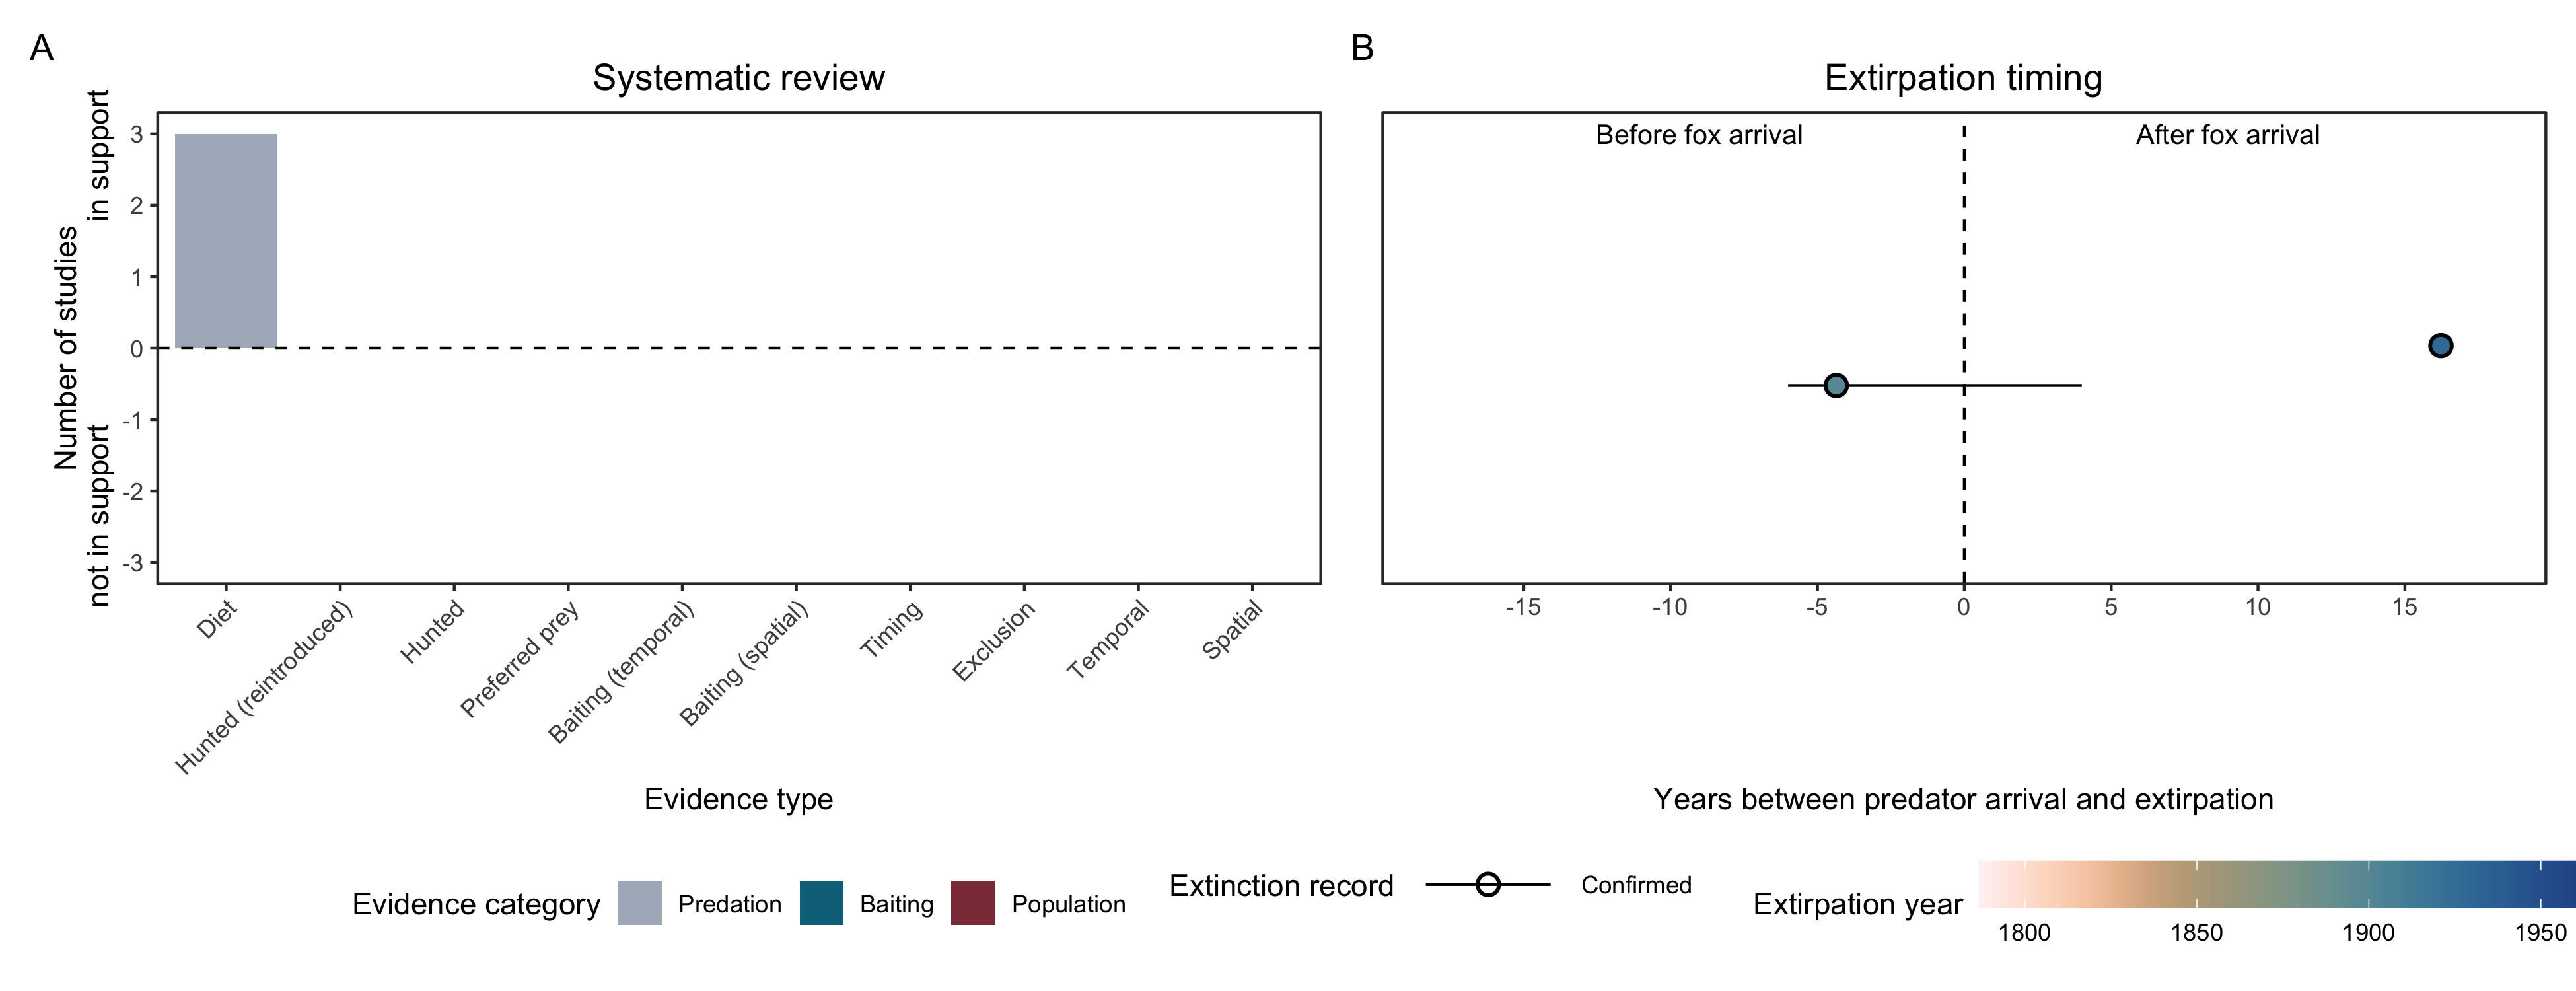 A
Systematic review
Number of studies
in support
not in support
3
2
1
0
-1
-2
-3
Diet
Hunted (reintroduced)
Hunted
Preferred prey
Baiting (temporal)
Baiting (spatial)
Timing
Exclusion
Temporal
Spatial
Evidence type
B
Extirpation timing
Before fox arrival
After fox arrival
-15
-10
-5
0
5
10
15
Years between predator arrival and extirpation
Evidence category
Predation
Baiting
Population
Extinction record
Confirmed
Extirpation year
1800
1850
1900
1950